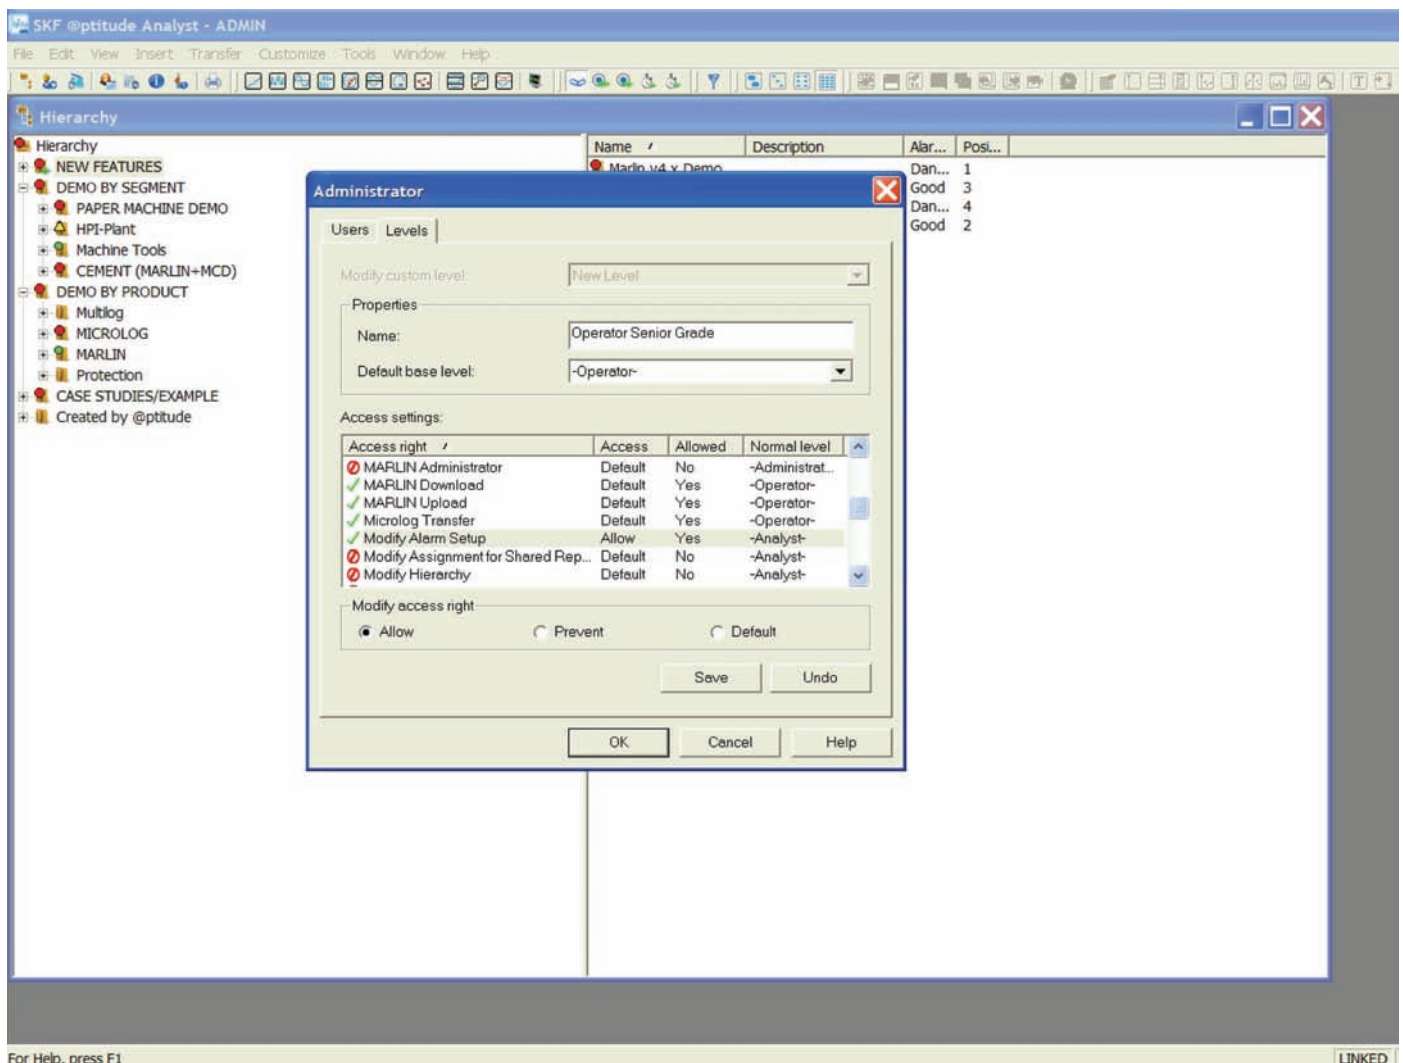 SKF @ptitude Analyst - ADMIN
File Edit View Insert Transfer Customize Tools Window Help
Hierarchy
Hierarchy
NEW FEATURES
DEMO BY SEGMENT
PAPER MACHINE DEMO
HPI-Plant
Machine Tools
CEMENT (MARLIN+MCD)
DEMO BY PRODUCT
Multilog
MICROLOG
MARLIN
Protection
CASE STUDIES/EXAMPLE
Created by @ptitude
Name Description Alar... Posi...
Marlin v4.x Demo
Dan... 1
Good 3
Dan... 4
Good 2
Administrator
Users Levels
Modify custom level: New Level
Properties
Name: Operator Senior Grade
Default base level: -Operator-
Access settings:
Access right Access Allowed Normal level
MARLIN Administrator Default No -Administrat...
MARLIN Download Default Yes -Operator-
MARLIN Upload Default Yes -Operator-
Microlog Transfer Default Yes -Operator-
Modify Alarm Setup Allow Yes -Analyst-
Modify Assignment for Shared Rep... Default No -Analyst-
Modify Hierarchy Default No -Analyst-
Modify access right
Allow Prevent Default
Save Undo
OK Cancel Help
For Help, press F1
LINKED